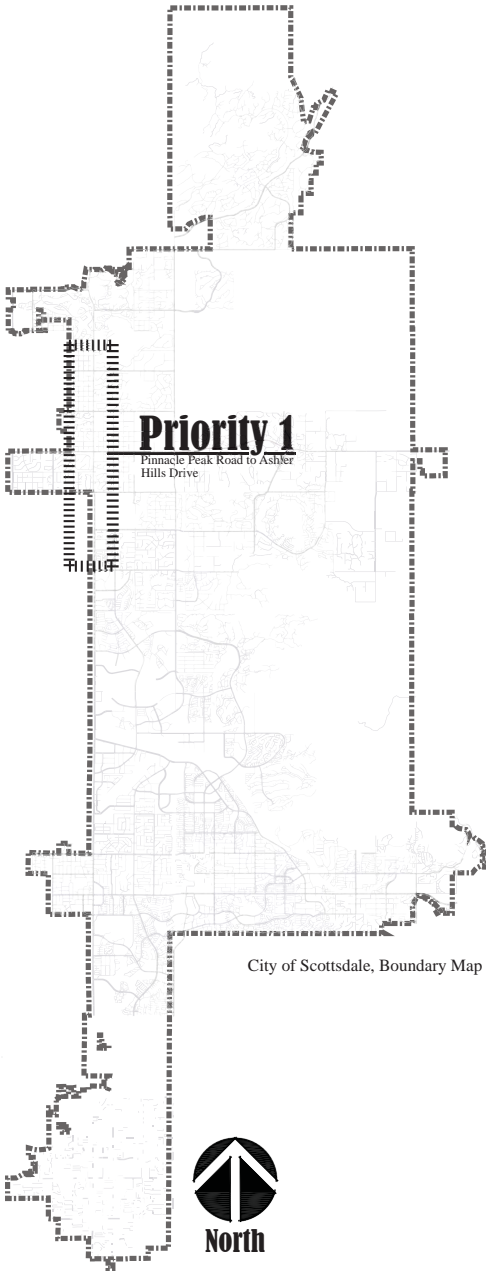 Priority 1
Pinnacle Peak Road to Ashler
Hills Drive
City of Scottsdale, Boundary Map
North